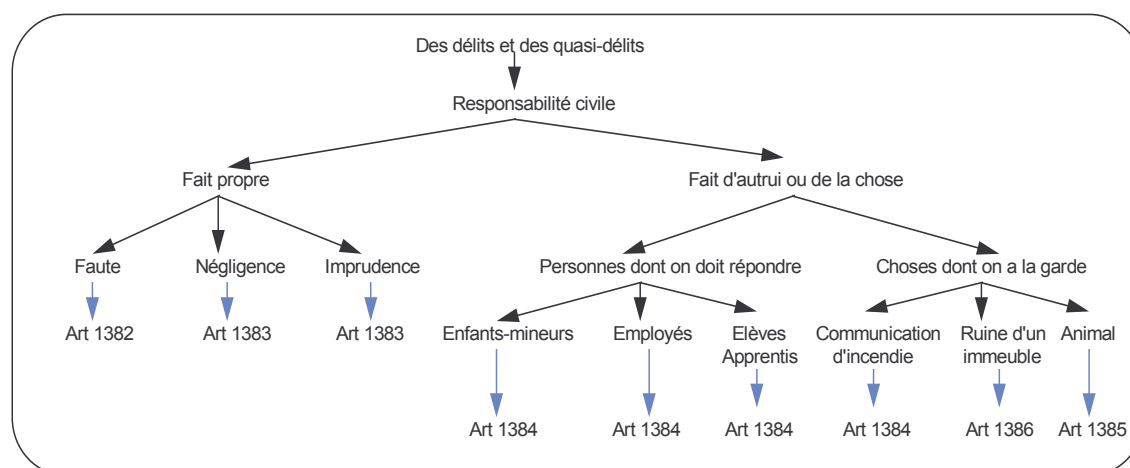 Des délits et des quasi-délits
Responsabilité civile
Fait propre
Fait d'autrui ou de la chose
Faute
Négligence
Imprudence
Personnes dont on doit répondre
Choses dont on a la garde
Art 1382
Art 1383
Art 1383
Enfants-mineurs
Employés
Elèves
Apprentis
Communication
d'incendie
Ruine d'un
immeuble
Animal
Art 1384
Art 1384
Art 1384
Art 1384
Art 1386
Art 1385